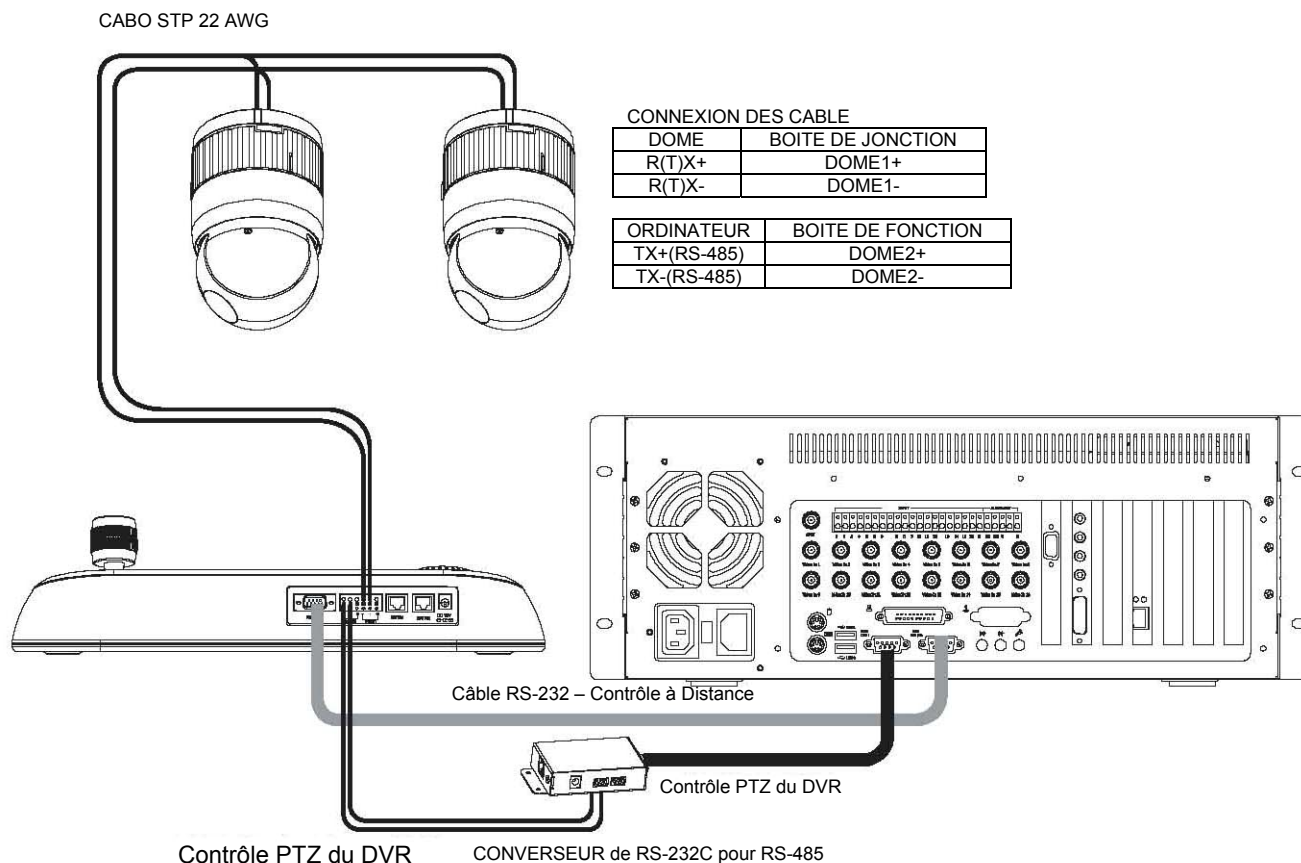 CABO STP 22 AWG
CONNEXION DES CABLE
DOME BOITE DE JONCTION
R(T)X+ DOME1+
R(T)X- DOME1-
ORDINATEUR BOITE DE FONCTION
TX+(RS-485) DOME2+
TX-(RS-485) DOME2-
Câble RS-232 – Contrôle à Distance
Contrôle PTZ du DVR
Contrôle PTZ du DVR
CONVERSEUR de RS-232C pour RS-485